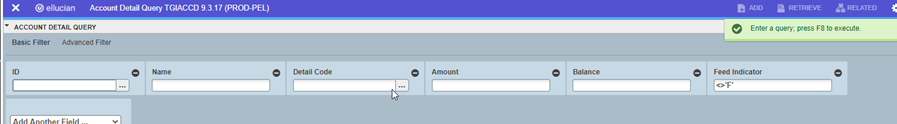 ellucian Account Detail Query TGIACCD 9.3.17 (PROD-PEL) ADD RETRIEVE RELATED
ACCOUNT DETAIL QUERY
Enter a query; press F8 to execute.
Basic Filter Advanced Filter
ID Name Detail Code Amount Balance Feed Indicator
... ... <>'F'
Add Another Field ...